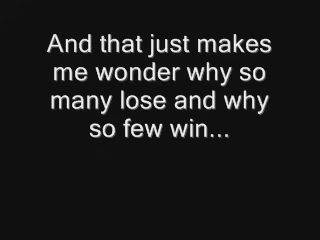 And that just makes
me wonder why so
many lose and why
so few win...